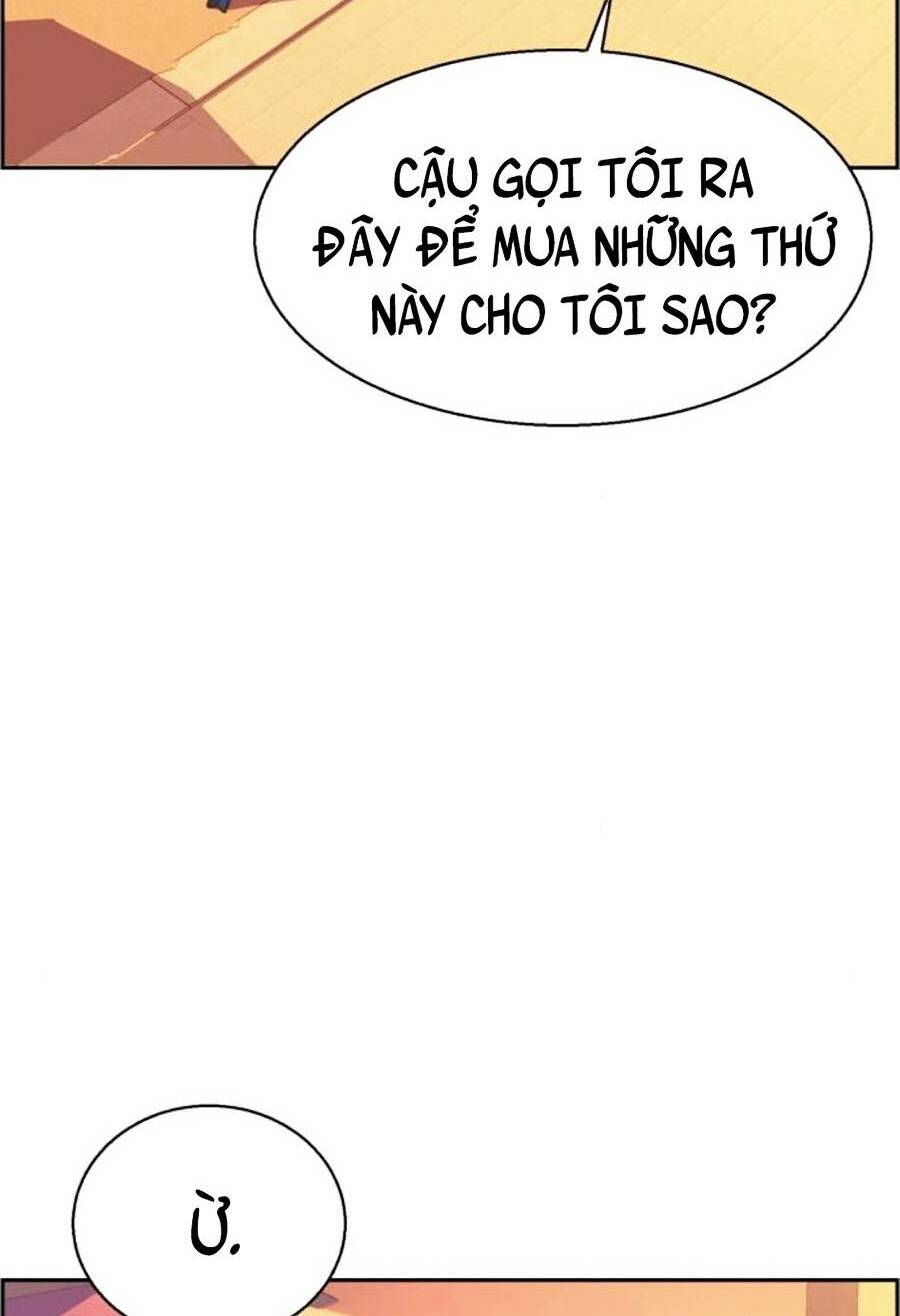 CẬU GỌI TÔI RA
ĐÂY ĐỂ MUA NHỮNG THỨ
NÀY CHO TÔI SAO?
Ừ.